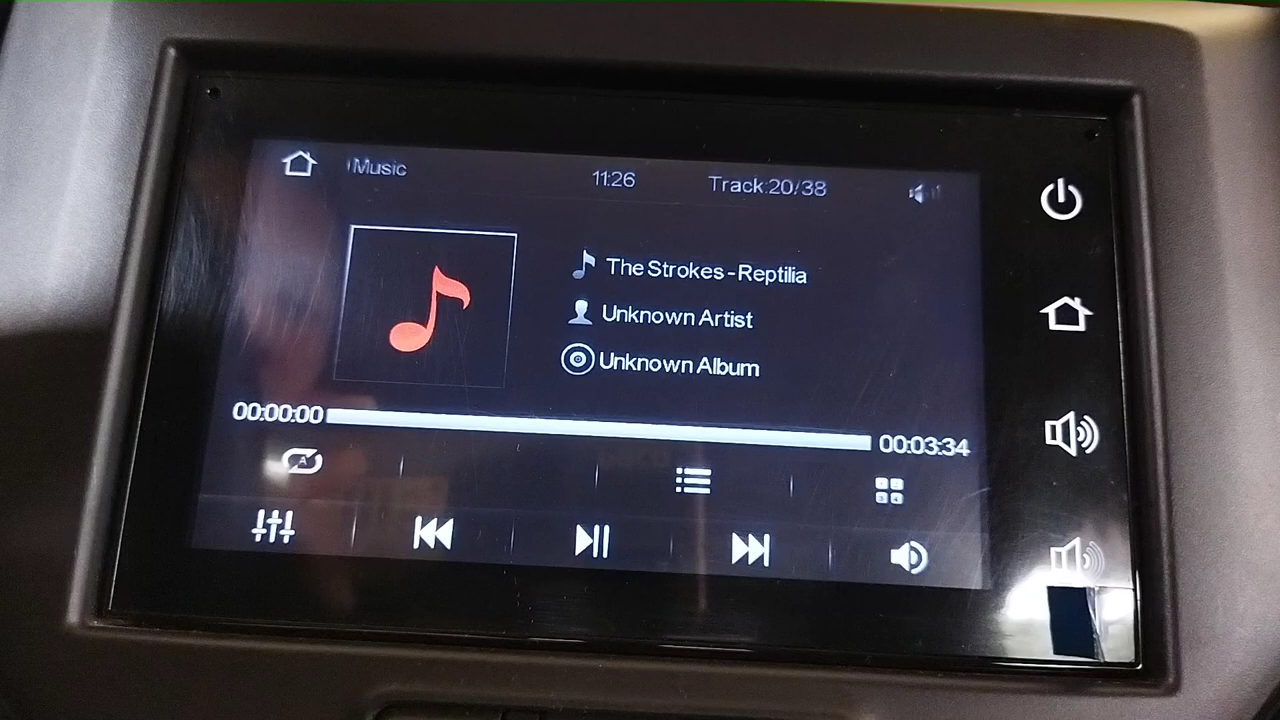 Music
11:26
Track:20/38
The Strokes - Reptilia
Unknown Artist
Unknown Album
00:00:00
00:03:34
A